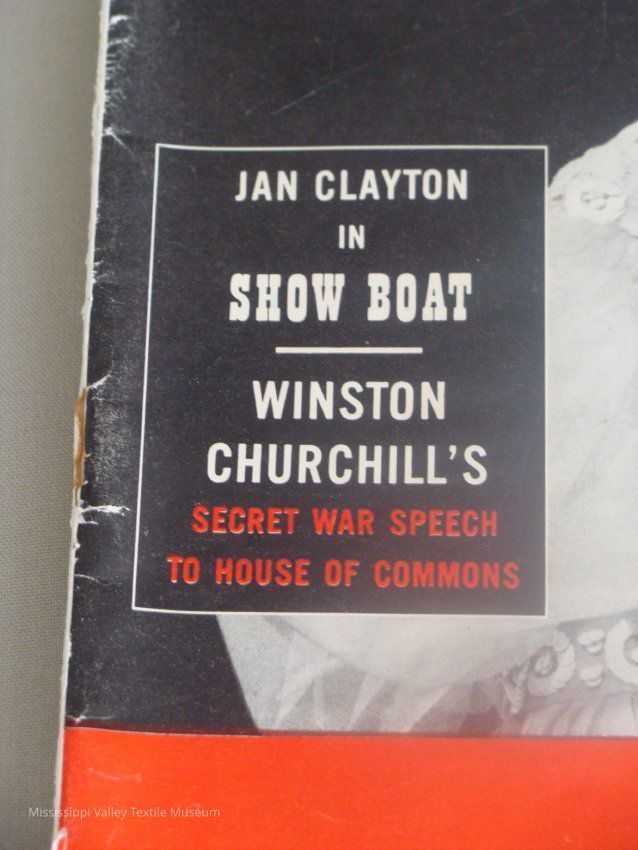 JAN CLAYTON
IN
SHOW BOAT
WINSTON
CHURCHILL'S
SECRET WAR SPEECH
TO HOUSE OF COMMONS
Mississippi Valley Textile Museum